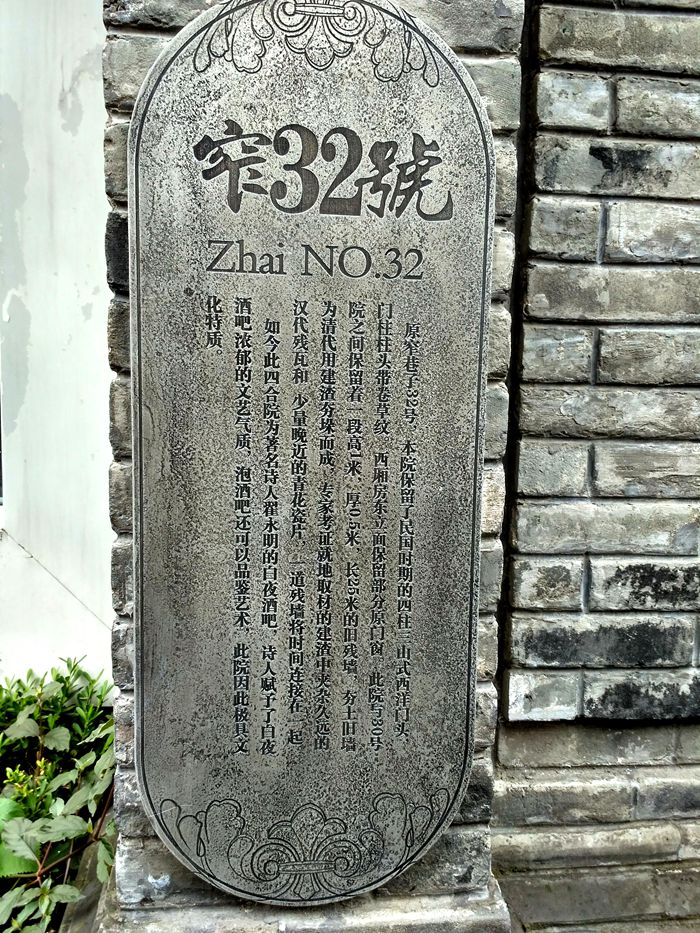 窄32號
Zhai NO.32
原窄巷子32号。本院保留了民国时期的四柱三山式西洋门头，
门柱柱头带卷草纹，西厢房东立面保留部分原门窗。此院与30号
院之间保留着一段高1米、厚0.5米、长25米的旧残墙。夯土旧墙
为清代用建渣夯垛而成，专家考证就地取材的建渣中夹杂久远的
汉代残瓦和少量晚近的青花瓷片，一道残墙将时间连接在一起。
如今此四合院为著名诗人翟永明的白夜酒吧，诗人赋予了白夜
酒吧浓郁的文艺气质，泡酒吧还可以品鉴艺术，此院因此极具文
化特质。